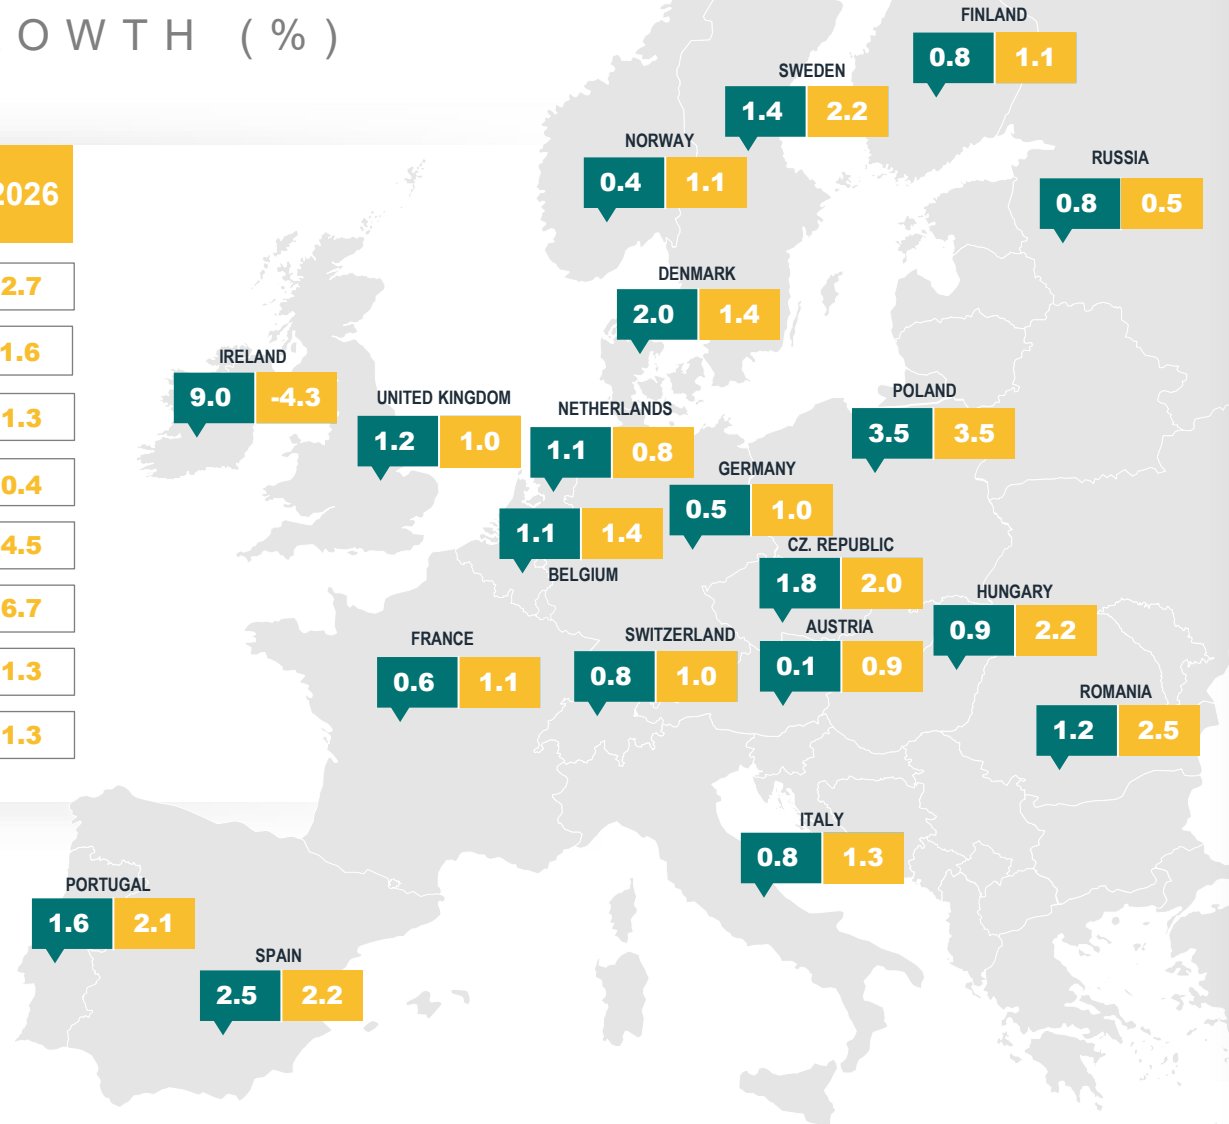 OWTH (%)
2026
2.7
1.6
1.3
0.4
4.5
6.7
1.3
1.3
FINLAND
0.8 1.1
SWEDEN
1.4 2.2
NORWAY
0.4 1.1
RUSSIA
0.8 0.5
DENMARK
2.0 1.4
IRELAND
9.0 -4.3
UNITED KINGDOM
1.2 1.0
NETHERLANDS
1.1 0.8
POLAND
3.5 3.5
GERMANY
0.5 1.0
1.1 1.4
BELGIUM
CZ. REPUBLIC
1.8 2.0
HUNGARY
0.9 2.2
FRANCE
0.6 1.1
SWITZERLAND
0.8 1.0
AUSTRIA
0.1 0.9
ROMANIA
1.2 2.5
ITALY
0.8 1.3
PORTUGAL
1.6 2.1
SPAIN
2.5 2.2